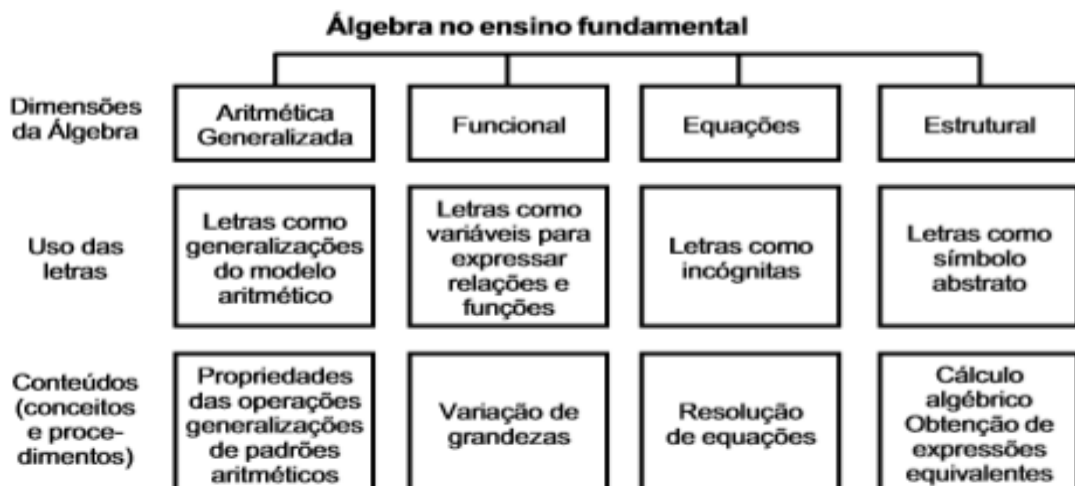 Álgebra no ensino fundamental
Dimensões
da Álgebra
Aritmética
Generalizada
Funcional
Equações
Estrutural
Uso das
letras
Letras como
generalizações
do modelo
aritmético
Letras como
variáveis para
expressar
relações e
funções
Letras como
incógnitas
Letras como
símbolo
abstrato
Conteúdos
(conceitos
e proce-
dimentos)
Propriedades
das operações
generalizações
de padrões
aritméticos
Variação de
grandezas
Resolução
de equações
Cálculo
algébrico
Obtenção de
expressões
equivalentes